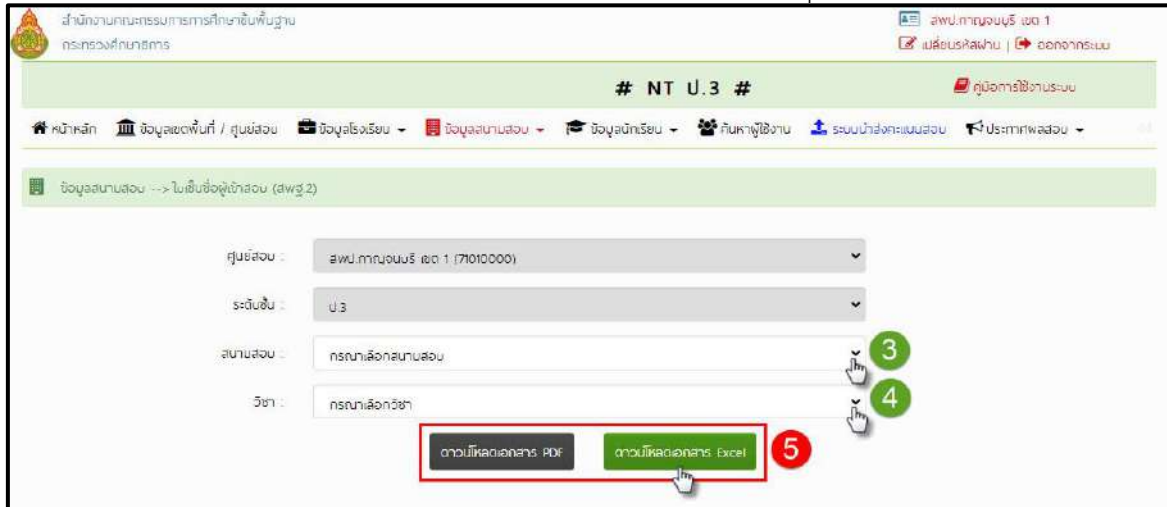 สำนักงานคณะกรรมการการศึกษาขั้นพื้นฐาน
กระทรวงศึกษาธิการ
สพป.กาญจนบุรี เขต 1
เปลี่ยนรหัสผ่าน | ออกจากระบบ
# NT ป.3 #
คู่มือการใช้งานระบบ
หน้าหลัก ข้อมูลเขตพื้นที่ / ศูนย์สอบ ข้อมูลโรงเรียน ข้อมูลสนามสอบ ข้อมูลนักเรียน ค้นหาผู้ใช้งาน ระบบนำส่งคะแนนสอบ ประกาศผลสอบ
ข้อมูลสนามสอบ --> ใบเซ็นชื่อผู้เข้าสอบ (สพฐ.2)
ศูนย์สอบ : สพป.กาญจนบุรี เขต 1 (71010000)
ระดับชั้น : ป.3
สนามสอบ : กรุณาเลือกสนามสอบ 3
วิชา : กรุณาเลือกวิชา 4
ดาวน์โหลดเอกสาร PDF ดาวน์โหลดเอกสาร Excel 5